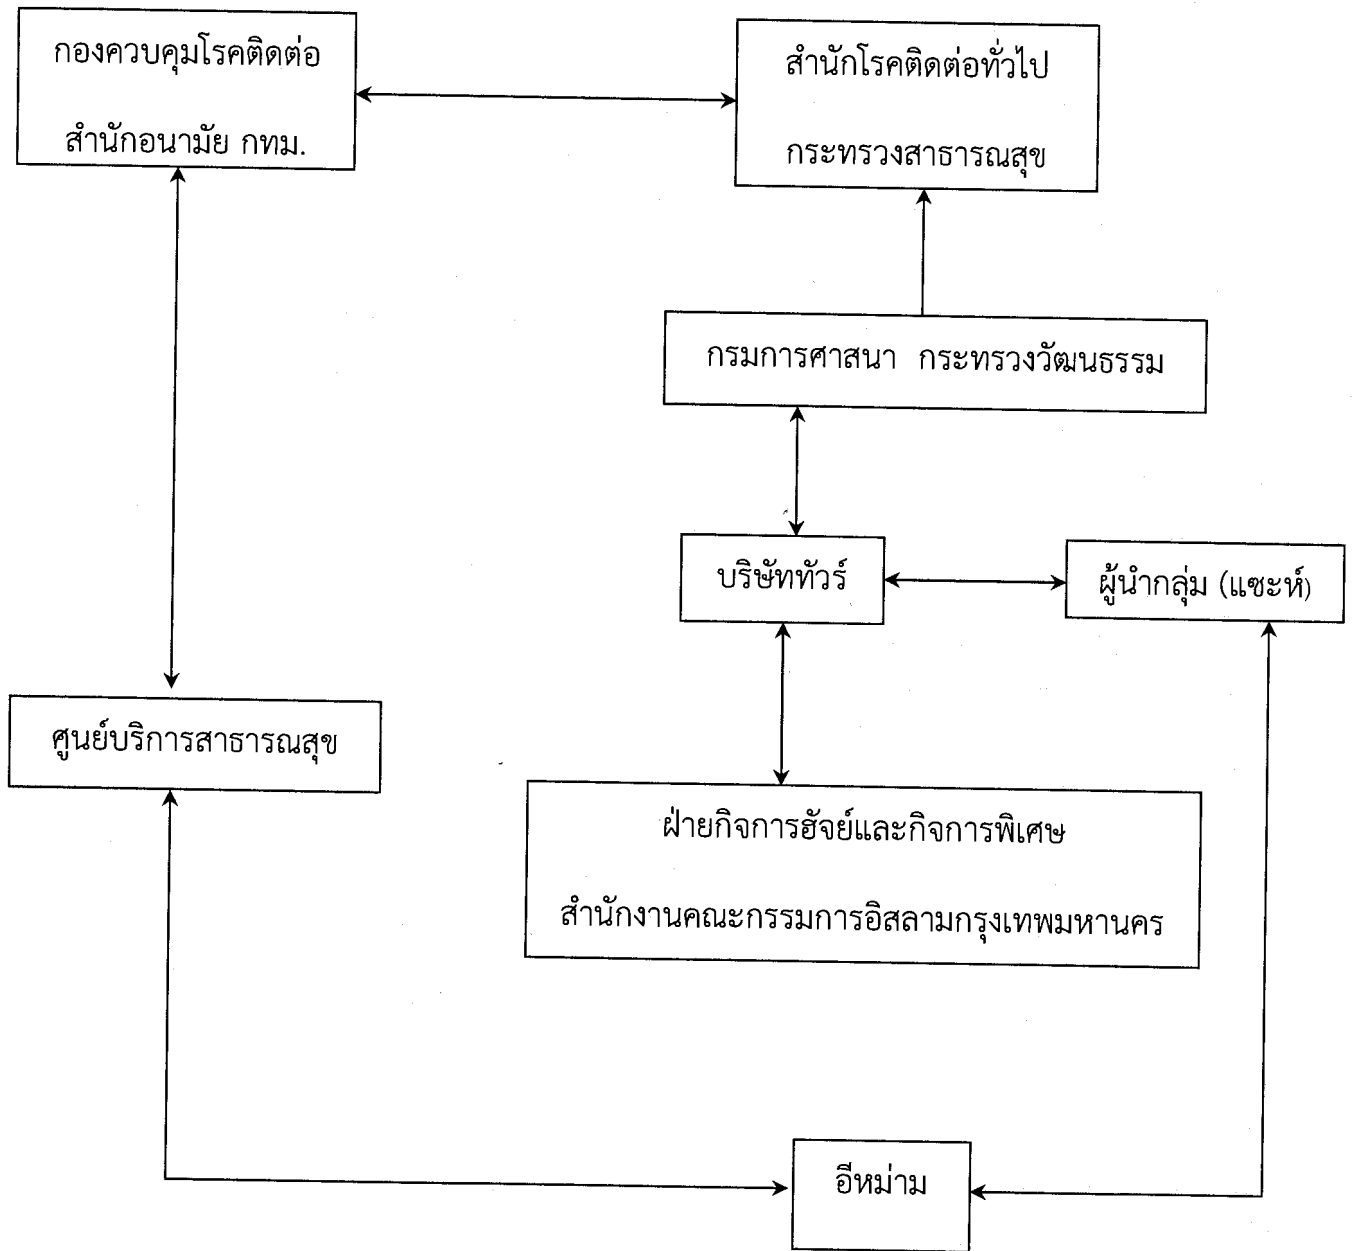 กองควบคุมโรคติดต่อ
สำนักอนามัย กทม.
สำนักโรคติดต่อทั่วไป
กระทรวงสาธารณสุข
กรมการศาสนา กระทรวงวัฒนธรรม
บริษัททัวร์
ผู้นำกลุ่ม (แซะห์)
ศูนย์บริการสาธารณสุข
ฝ่ายกิจการฮัจย์และกิจการพิเศษ
สำนักงานคณะกรรมการอิสลามกรุงเทพมหานคร
อีหม่าม